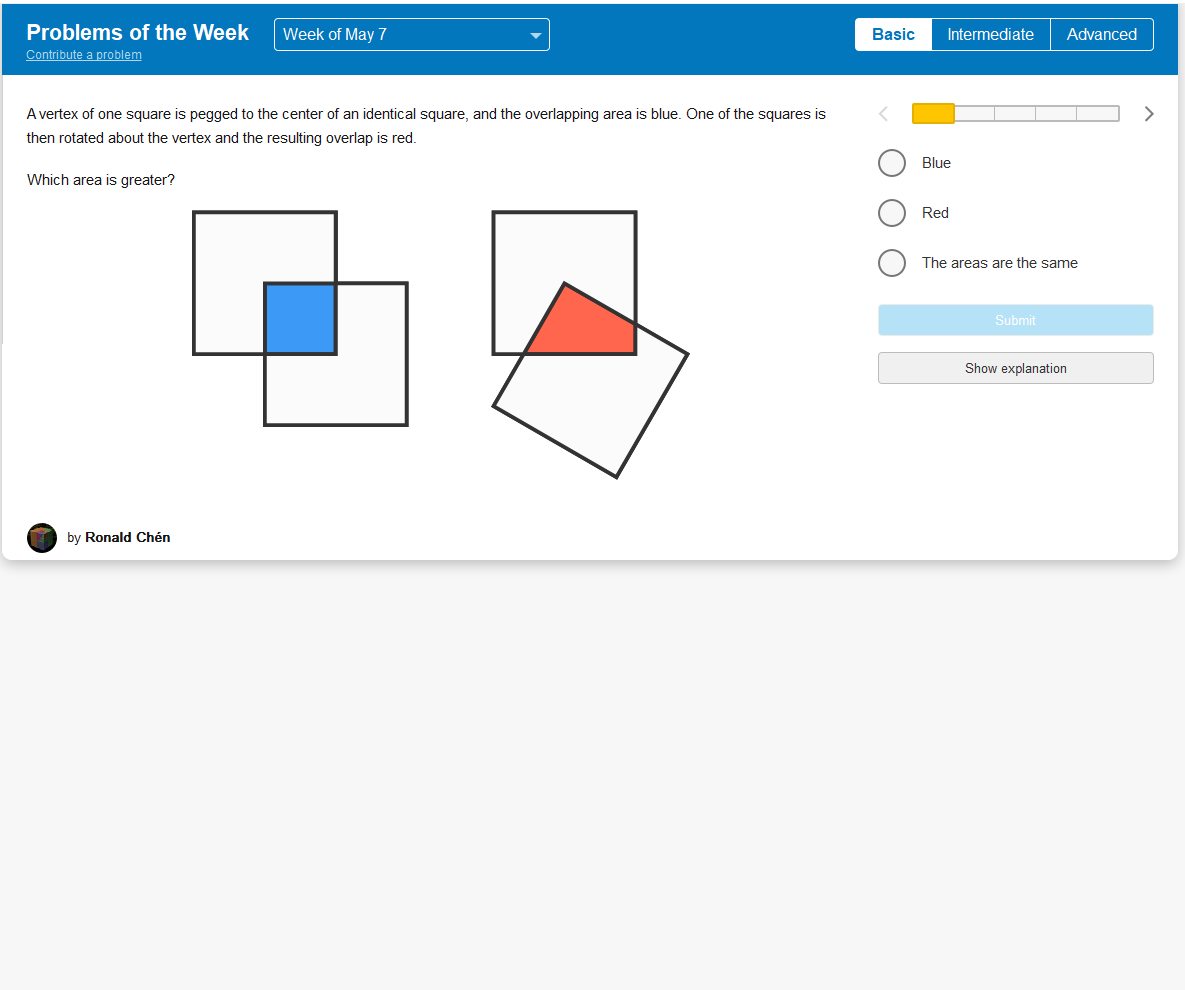 Problems of the Week
Week of May 7
Basic
Intermediate
Advanced
Contribute a problem
A vertex of one square is pegged to the center of an identical square, and the overlapping area is blue. One of the squares is
then rotated about the vertex and the resulting overlap is red.
Which area is greater?
Blue
Red
The areas are the same
Submit
Show explanation
by Ronald Chén